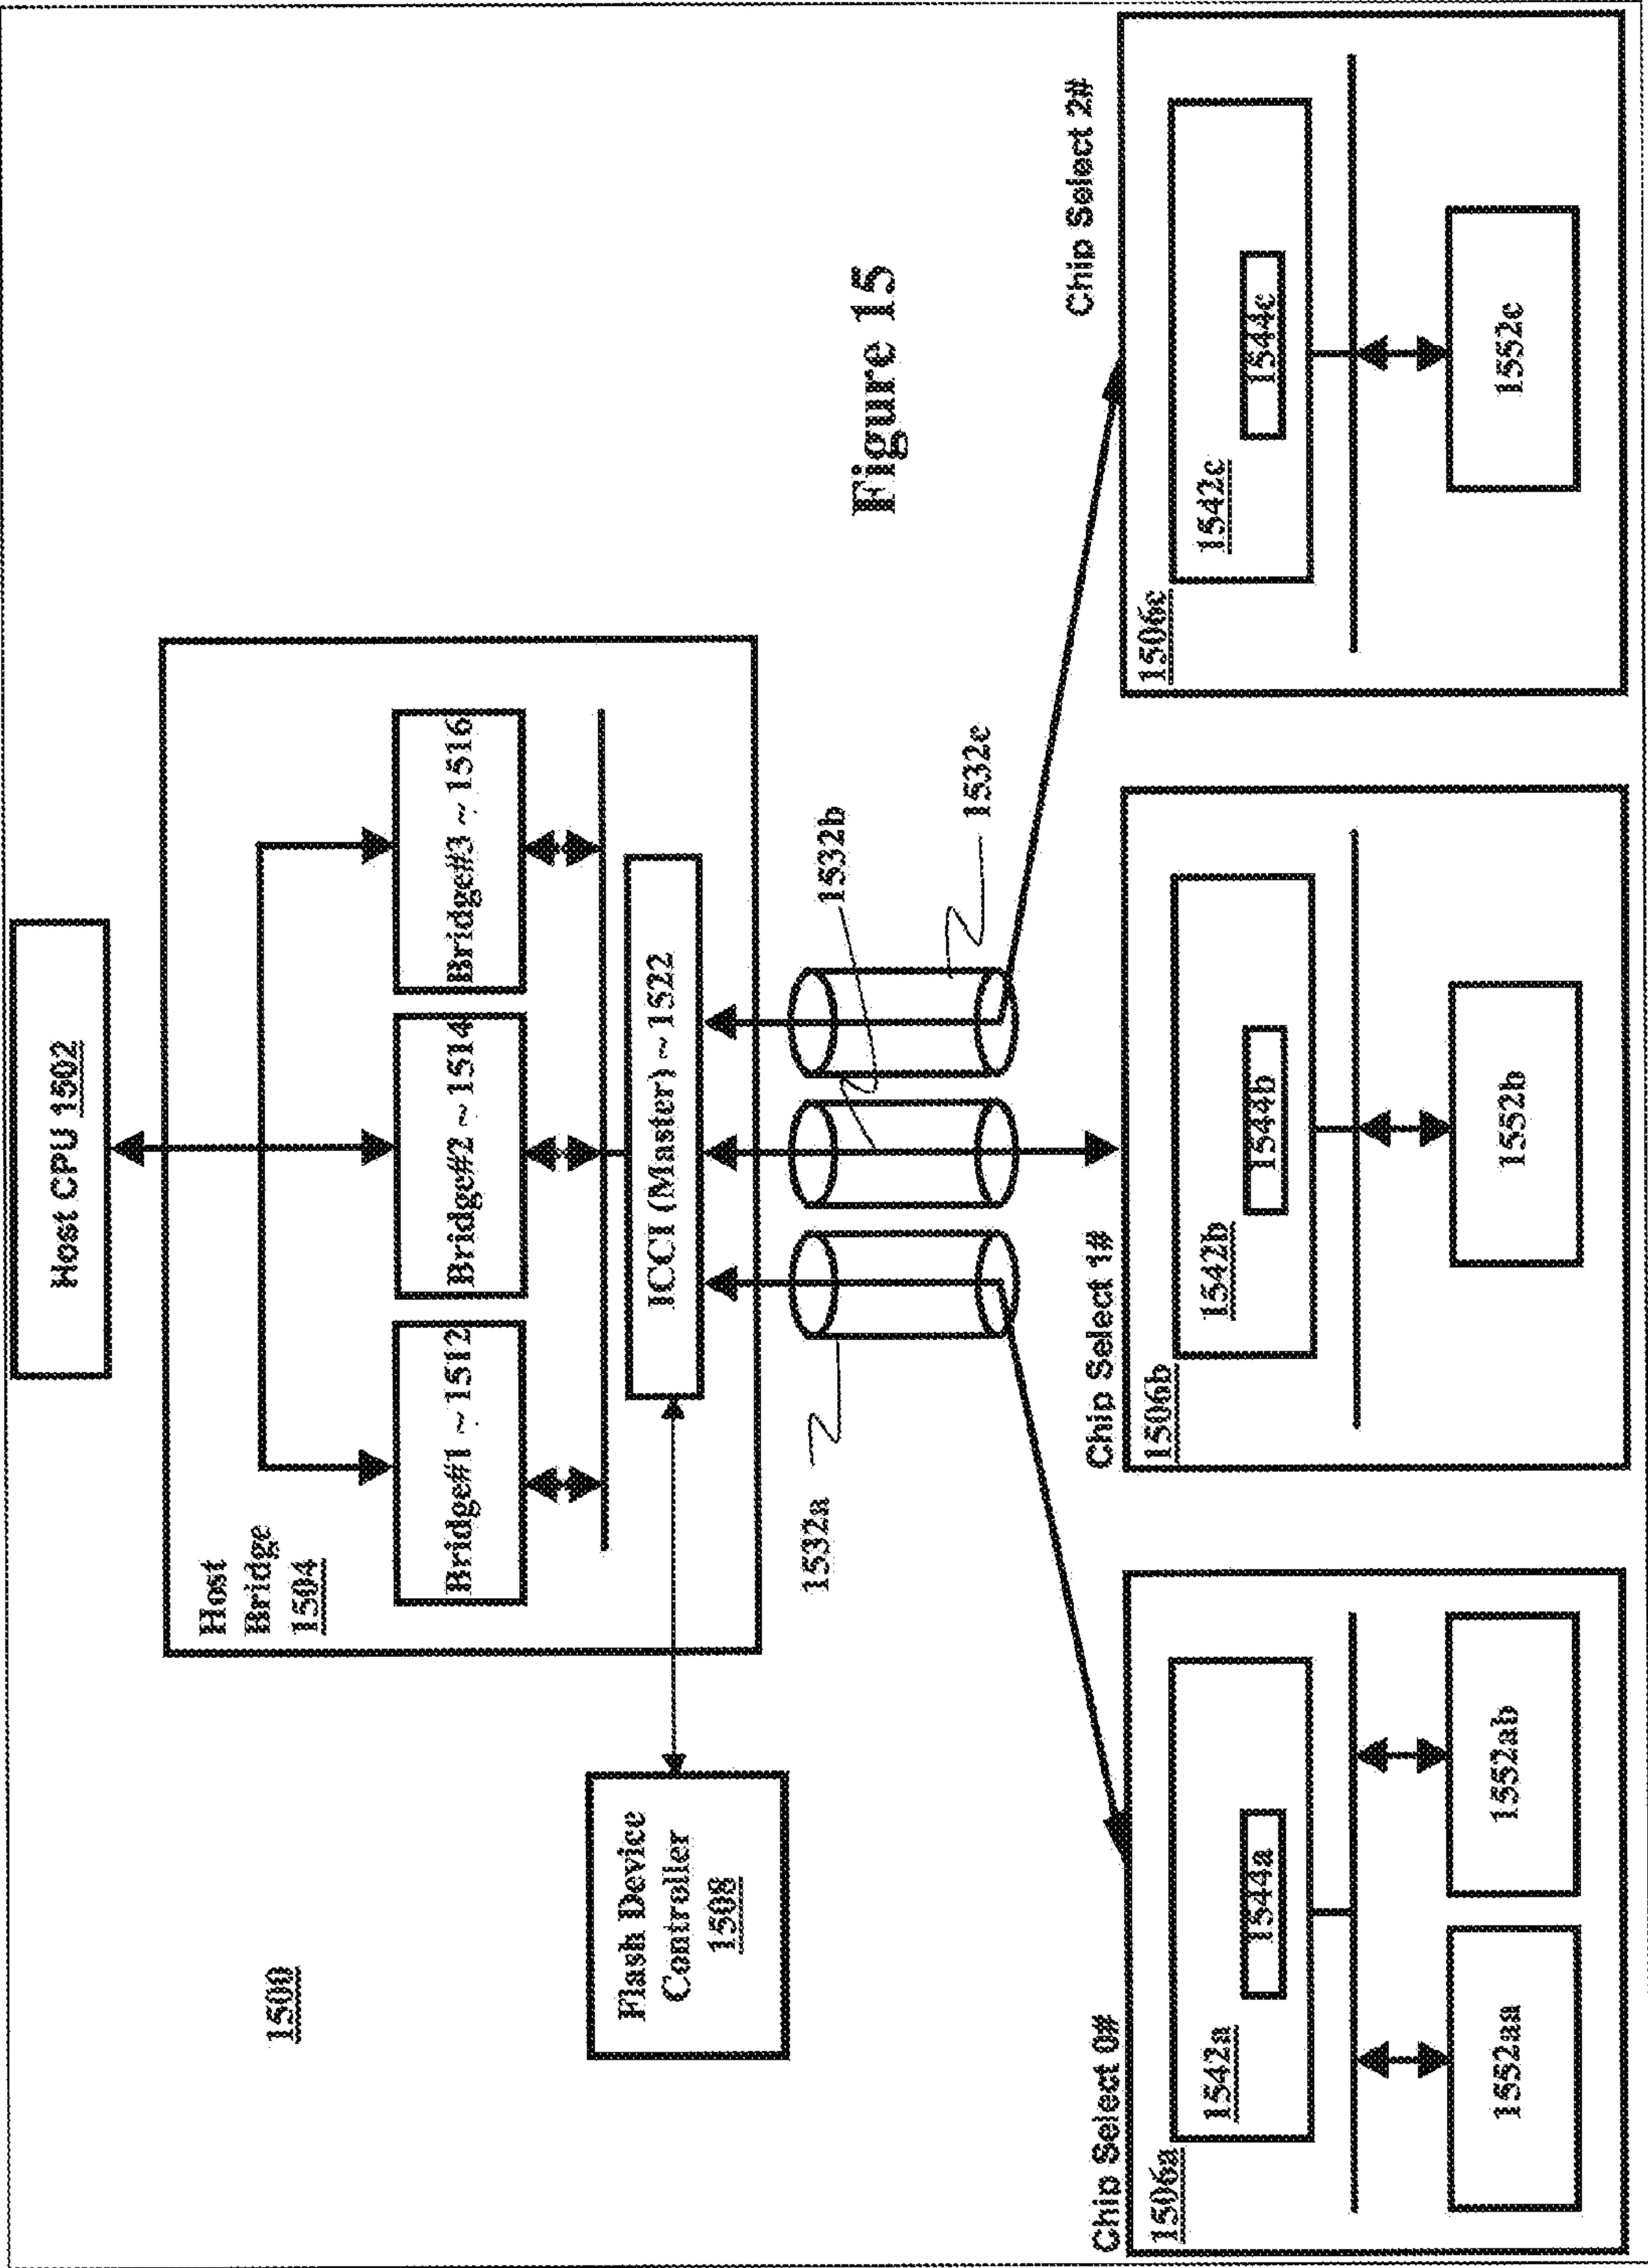 1500
Host CPU 1502
Host
Bridge
1504
Bridge#1 ~ 1512
Bridge#2 ~ 1514
Bridge#3 ~ 1516
ICCI (Master) ~ 1522
Flash Device
Controller
1508
1532a
1532b
1532c
Figure 15
Chip Select 0#
1506a
1542a
1544a
1552aa
1552ab
Chip Select 1#
1506b
1542b
1544b
1552b
Chip Select 2#
1506c
1542c
1544c
1552c